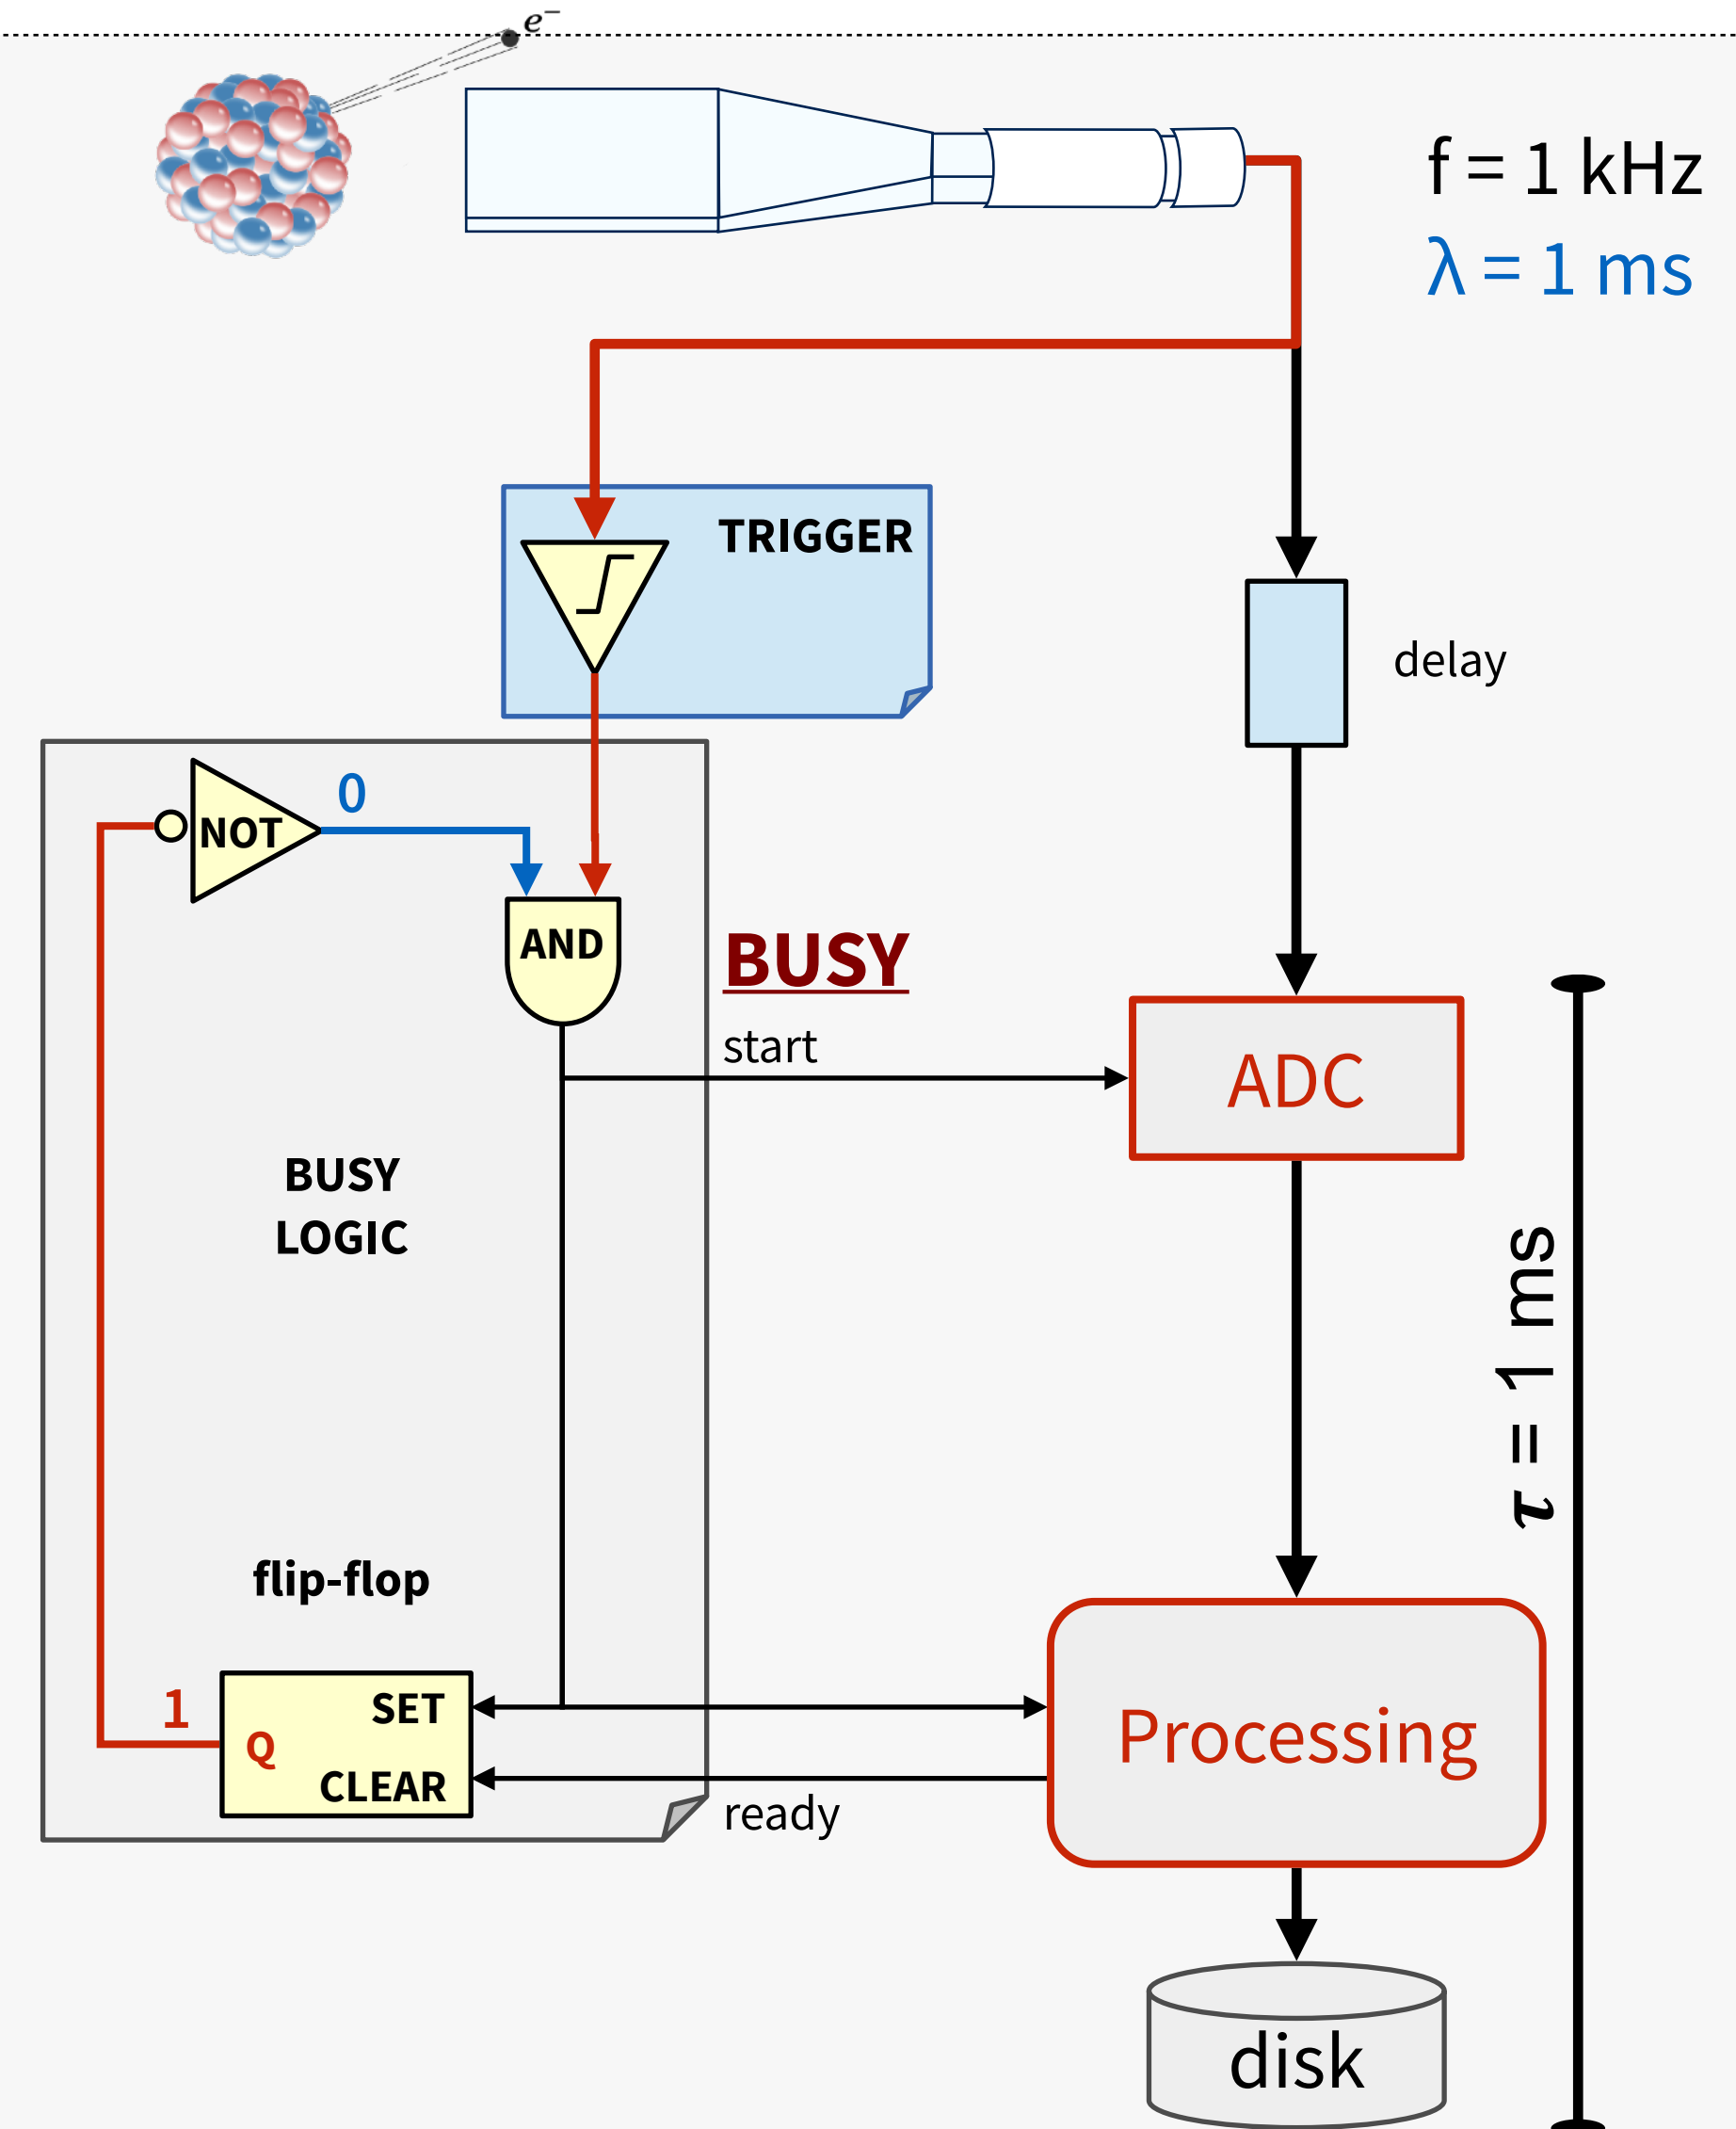 e⁻
f = 1 kHz
λ = 1 ms
TRIGGER
delay
NOT
0
AND
BUSY
start
ADC
BUSY
LOGIC
τ = 1 ms
flip-flop
1
Q
SET
CLEAR
ready
Processing
disk